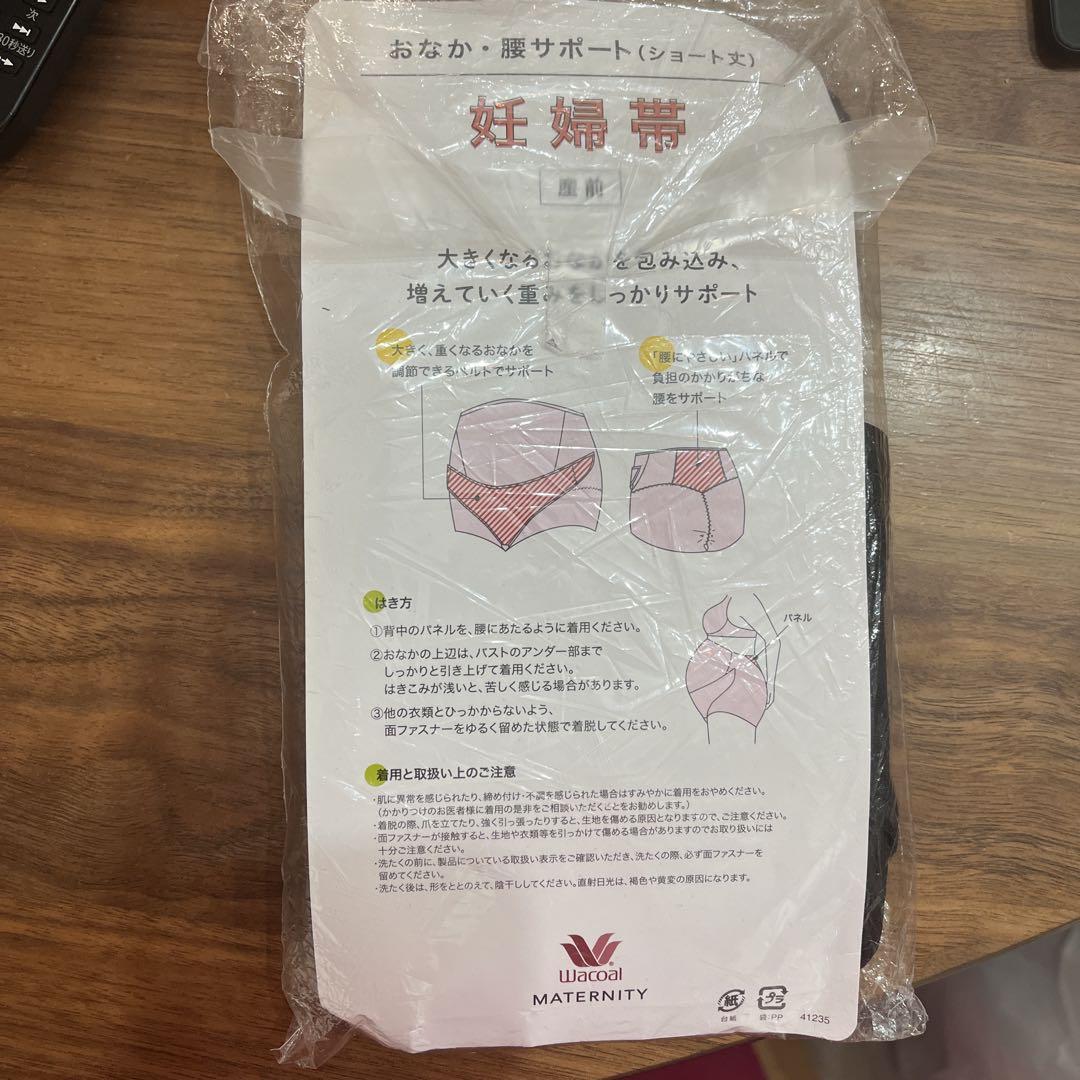 次
30秒送り
おなか・腰サポート(ショート丈)
妊婦帯
産前
大きくなるおなかを包み込み、
増えていく重みをしっかりサポート
大きく、重くなるおなかを
調節できるベルトでサポート
「腰にやさしい」パネルで
負担のかかりがちな
腰をサポート
はき方
①背中のパネルを、腰にあたるように着用ください。
②おなかの上辺は、バストのアンダー部まで
しっかりと引き上げて着用ください。
はきこみが浅いと、苦しく感じる場合があります。
③他の衣類とひっかからないよう、
面ファスナーをゆるく留めた状態で着脱してください。
パネル
着用と取扱い上のご注意
・肌に異常を感じられたり、締め付け・不調を感じられた場合はすみやかに着用をおやめください。
(かかりつけのお医者様に着用の是非をご相談いただくことをお勧めします。)
・着脱の際、爪を立てたり、強く引っ張ったりすると、生地を傷める原因となりますので、ご注意ください。
・面ファスナーが接触すると、生地や衣類等を引っかけて傷める場合がありますのでお取り扱いには
十分ご注意ください。
・洗たくの前に、製品についている取扱い表示をご確認いただき、洗たくの際、必ず面ファスナーを
留めてください。
・洗たく後は、形をととのえて、陰干ししてください。直射日光は、褐色や黄変の原因になります。
Wacoal
MATERNITY
紙
台紙
プラ
袋:PP
41235